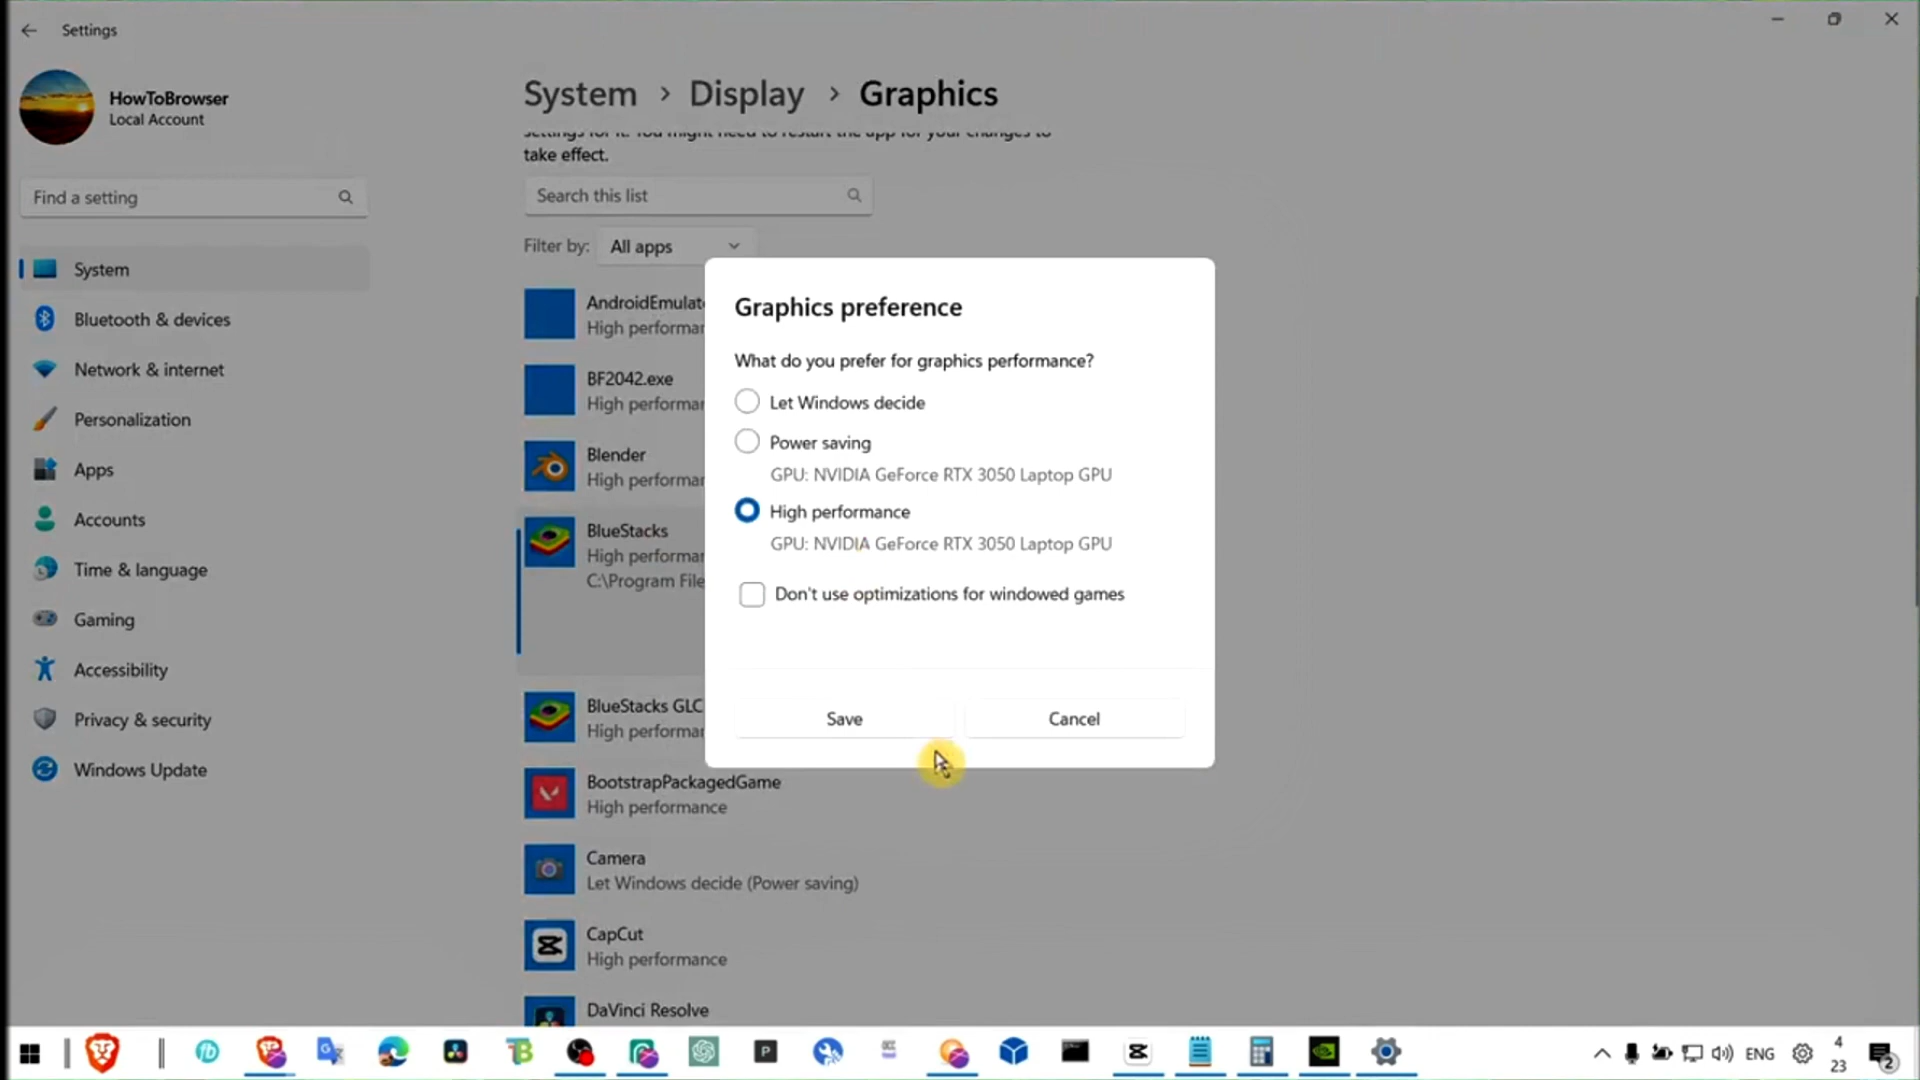 Settings
HowToBrowser
Local Account
Find a setting
System
Bluetooth & devices
Network & internet
Personalization
Apps
Accounts
Time & language
Gaming
Accessibility
Privacy & security
Windows Update
System > Display > Graphics
settings for it. You might need to restart the app for your changes to
take effect.
Search this list
Filter by: All apps
AndroidEmulat
High performan
BF2042.exe
High performan
Blender
High performan
BlueStacks
High performan
C:\Program File
BlueStacks GLC
High performan
BootstrapPackagedGame
High performance
Camera
Let Windows decide (Power saving)
CapCut
High performance
DaVinci Resolve
Graphics preference
What do you prefer for graphics performance?
Let Windows decide
Power saving
GPU: NVIDIA GeForce RTX 3050 Laptop GPU
High performance
GPU: NVIDIA GeForce RTX 3050 Laptop GPU
Don't use optimizations for windowed games
Save
Cancel
ENG
4
23
2